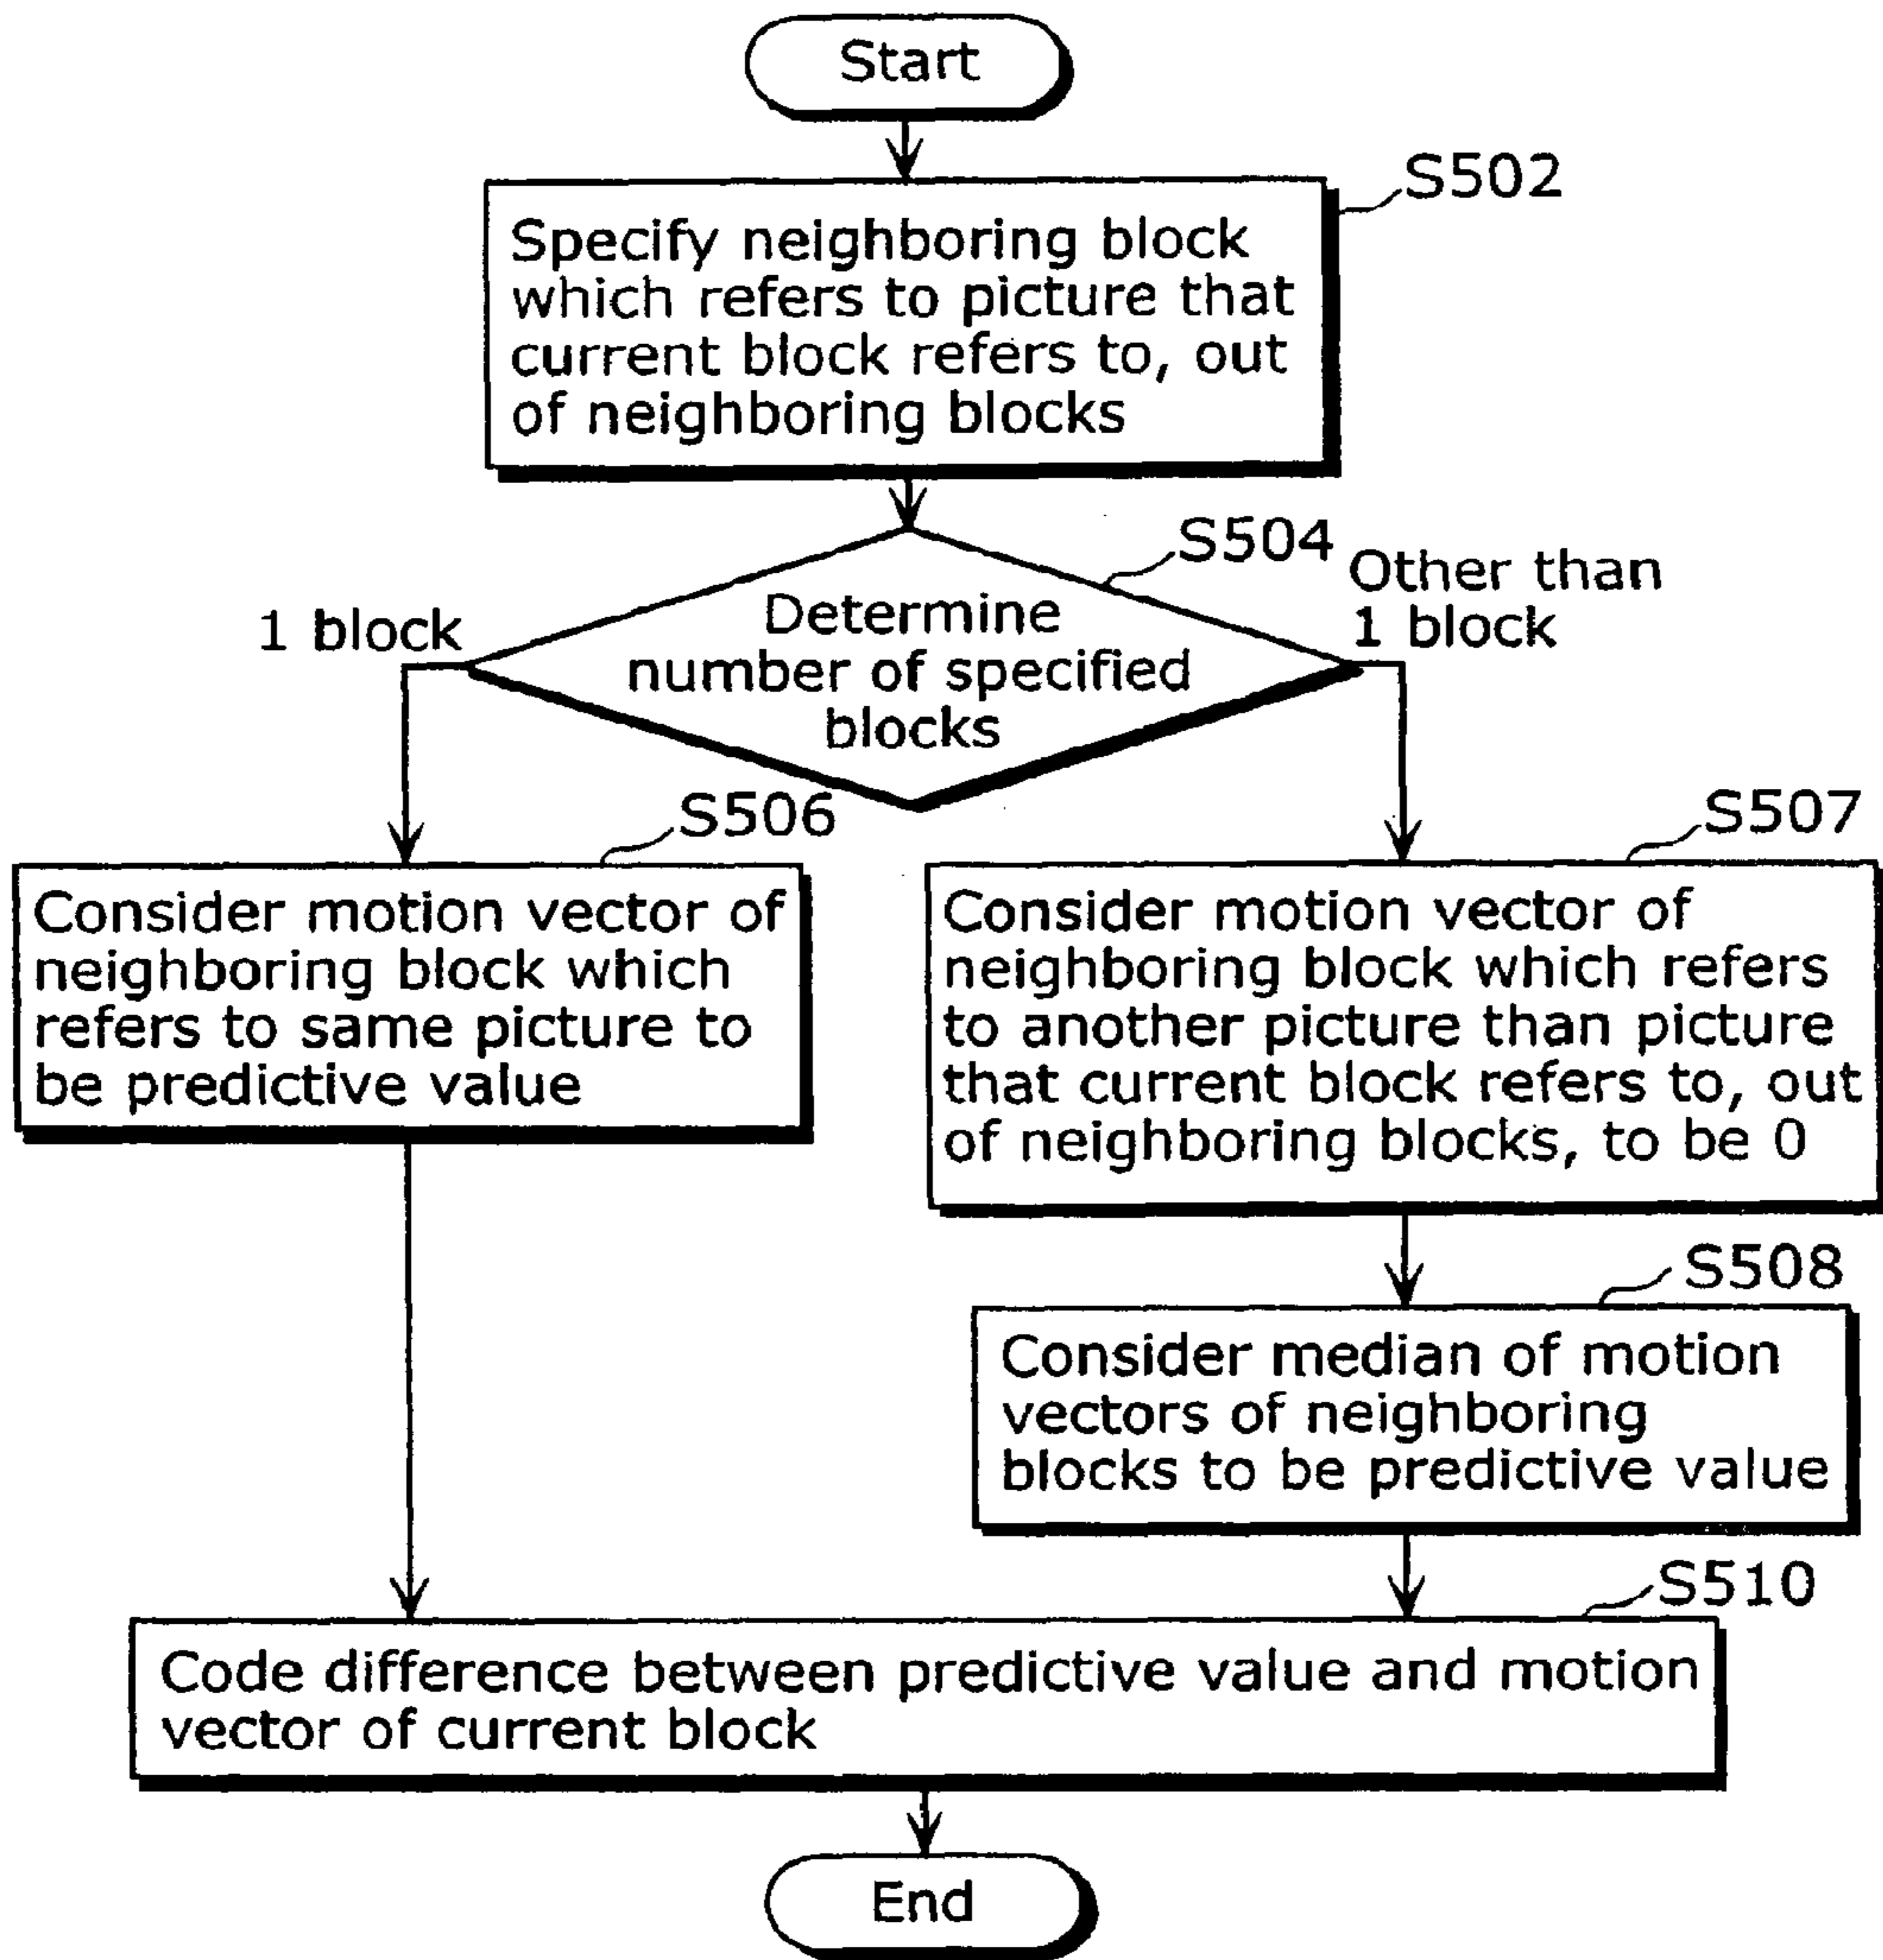 Start
S502
Specify neighboring block
which refers to picture that
current block refers to, out
of neighboring blocks
S504
1 block
Other than
1 block
Determine
number of specified
blocks
S506
Consider motion vector of
neighboring block which
refers to same picture to
be predictive value
S507
Consider motion vector of
neighboring block which refers
to another picture than picture
that current block refers to, out
of neighboring blocks, to be 0
S508
Consider median of motion
vectors of neighboring
blocks to be predictive value
S510
Code difference between predictive value and motion
vector of current block
End